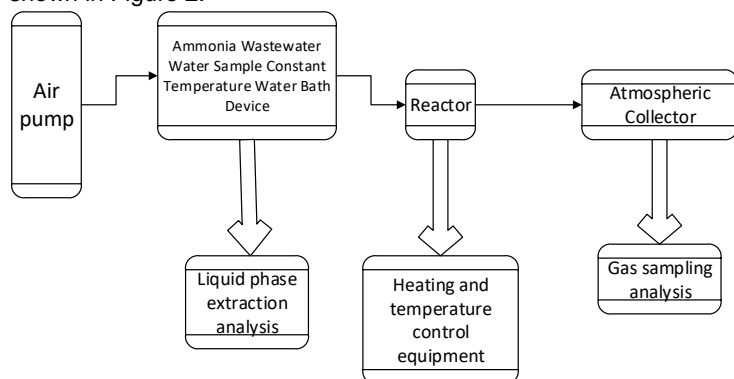 shown in Figure 2.
Air
pump
Ammonia Wastewater
Water Sample Constant
Temperature Water Bath
Device
Reactor
Atmospheric
Collector
Liquid phase
extraction
analysis
Heating and
temperature
control
equipment
Gas sampling
analysis